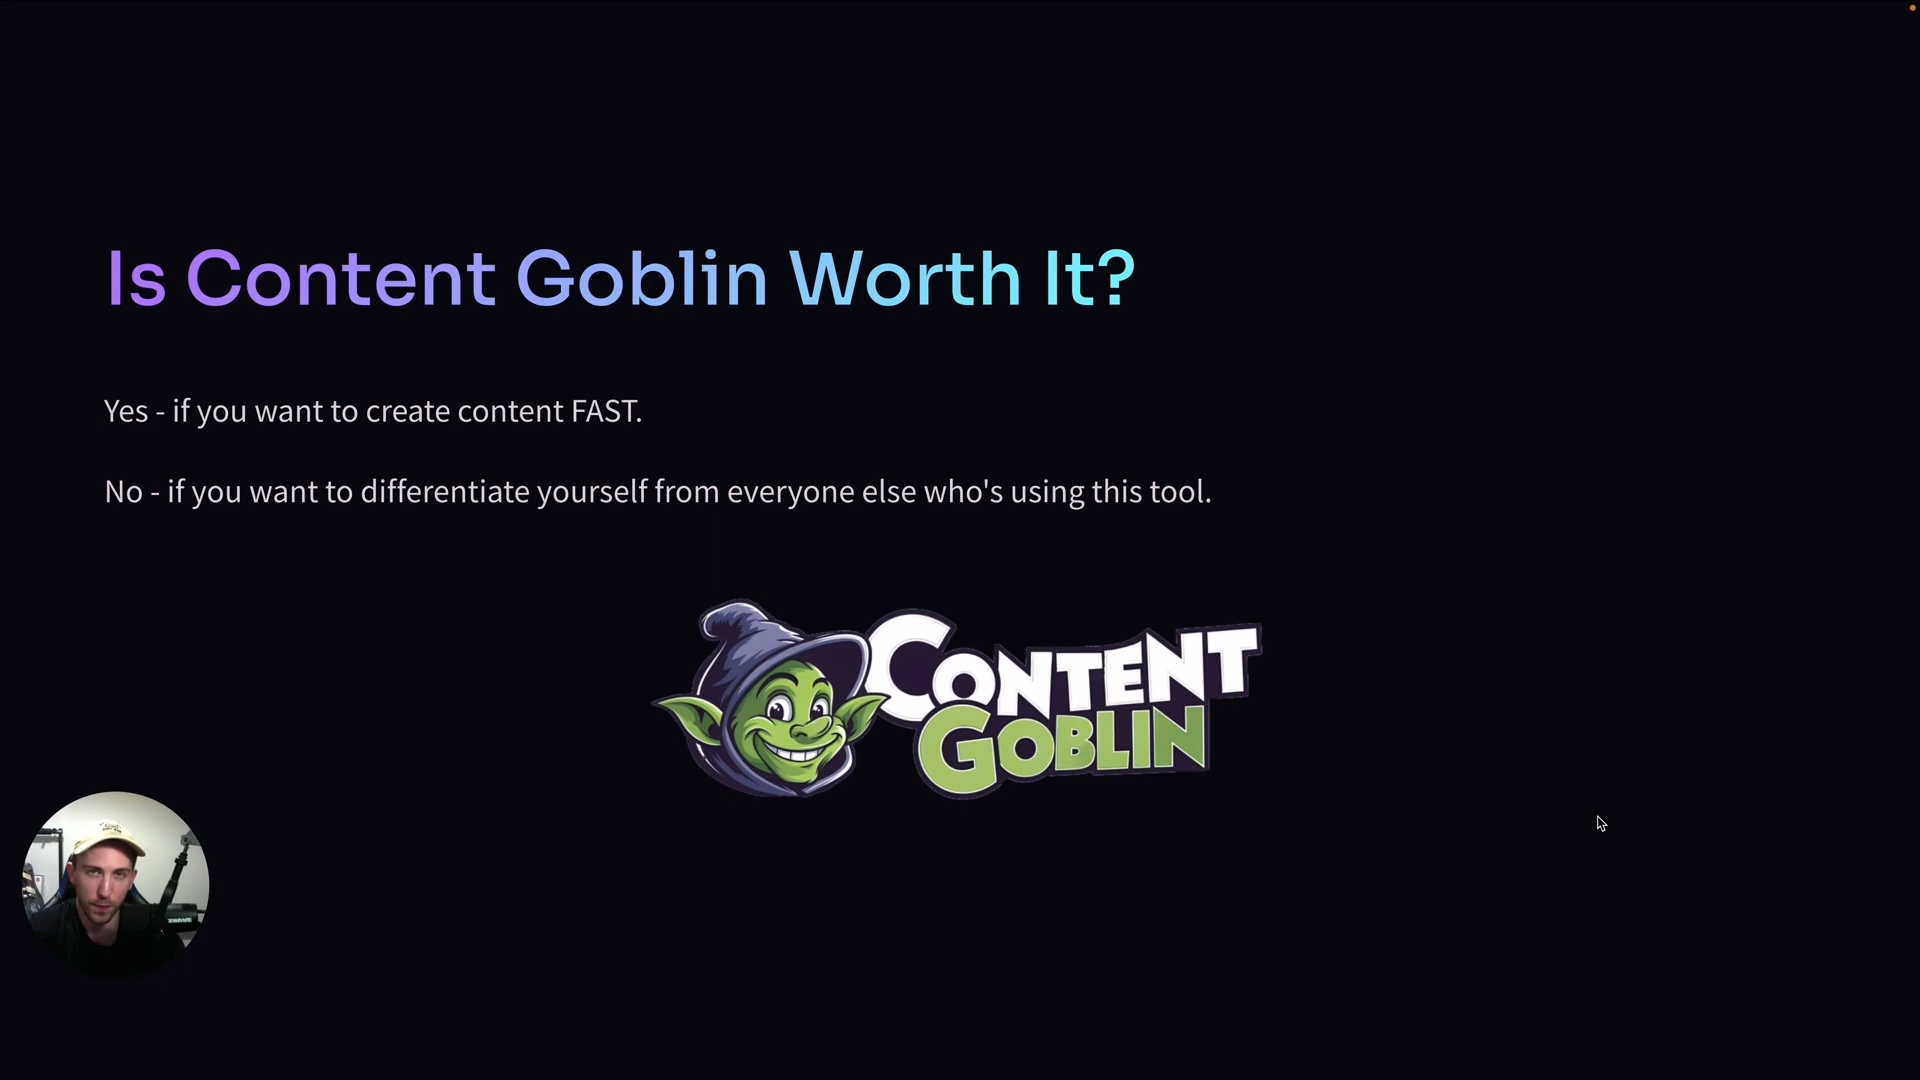 Is Content Goblin Worth It?
Yes - if you want to create content FAST.
No - if you want to differentiate yourself from everyone else who's using this tool.
CONTENT
GOBLIN
SHURE